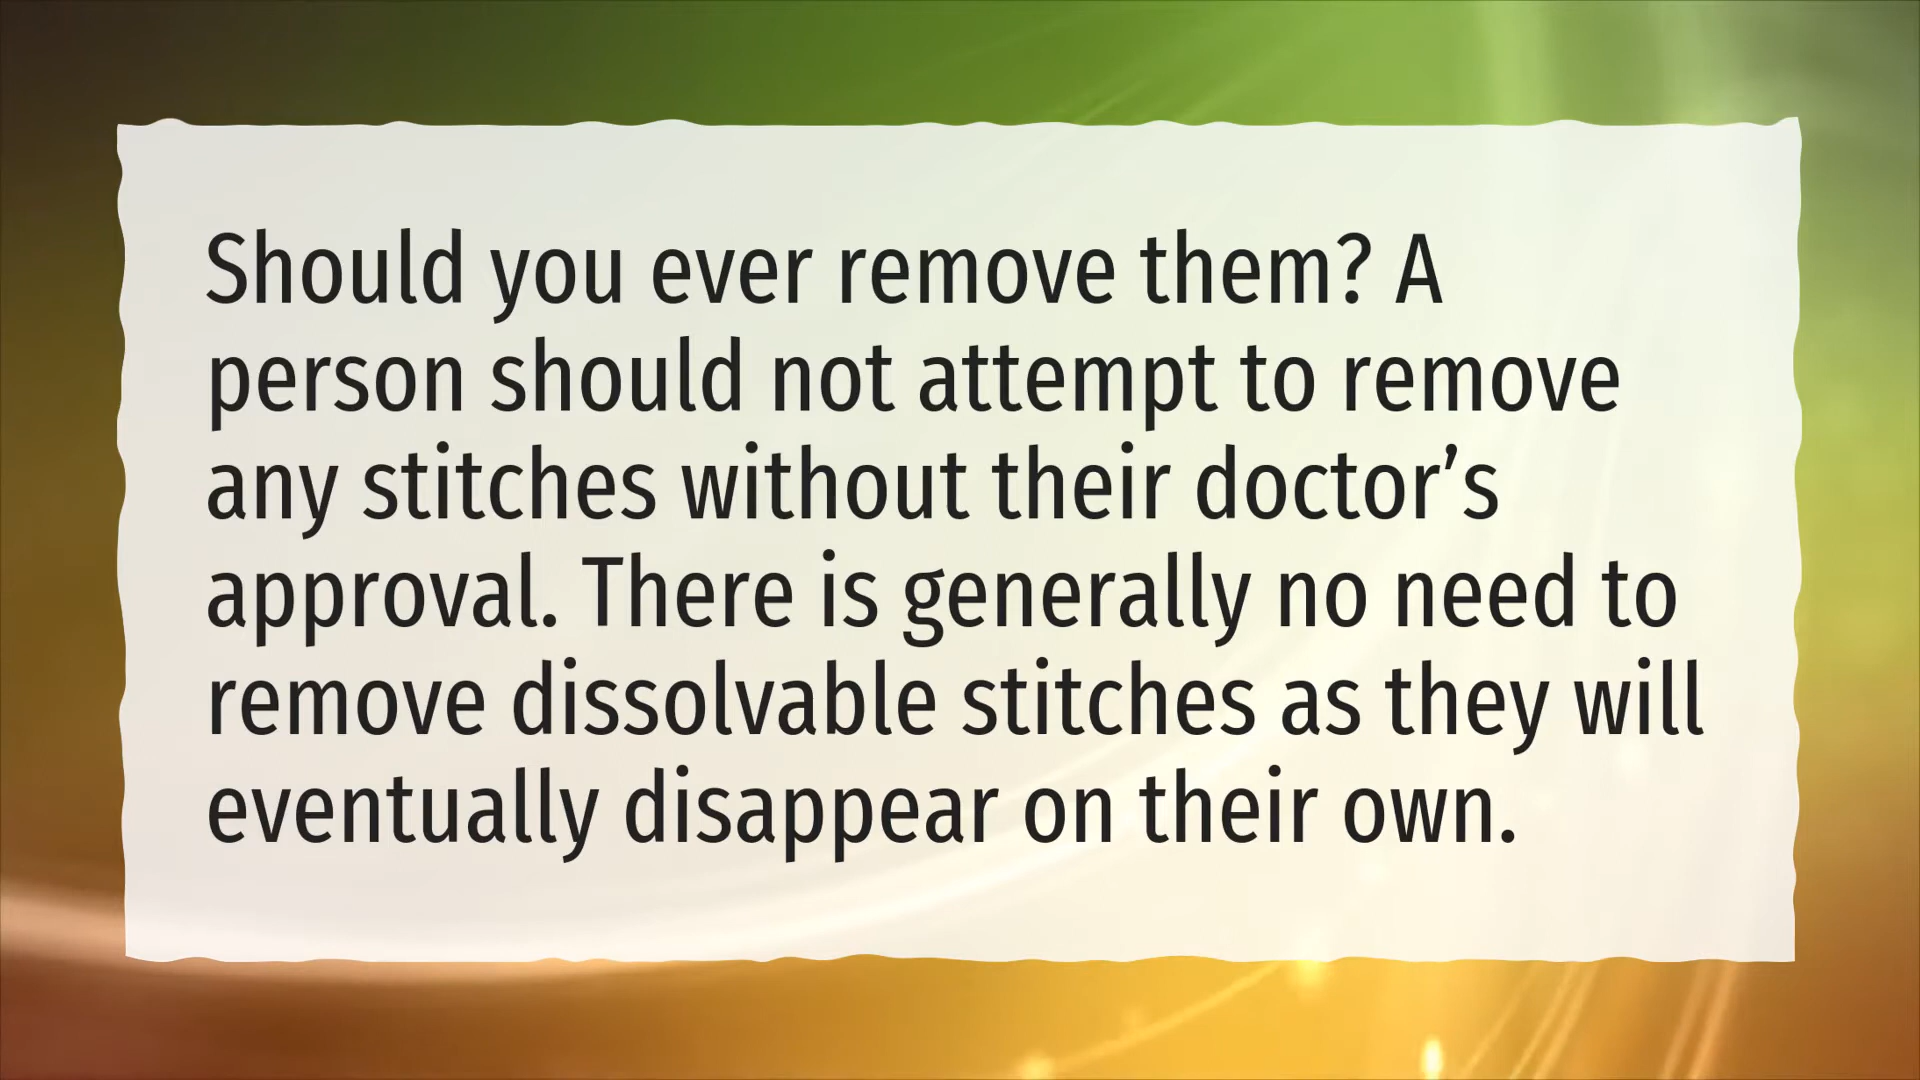 Should you ever remove them? A
person should not attempt to remove
any stitches without their doctor’s
approval. There is generally no need to
remove dissolvable stitches as they will
eventually disappear on their own.